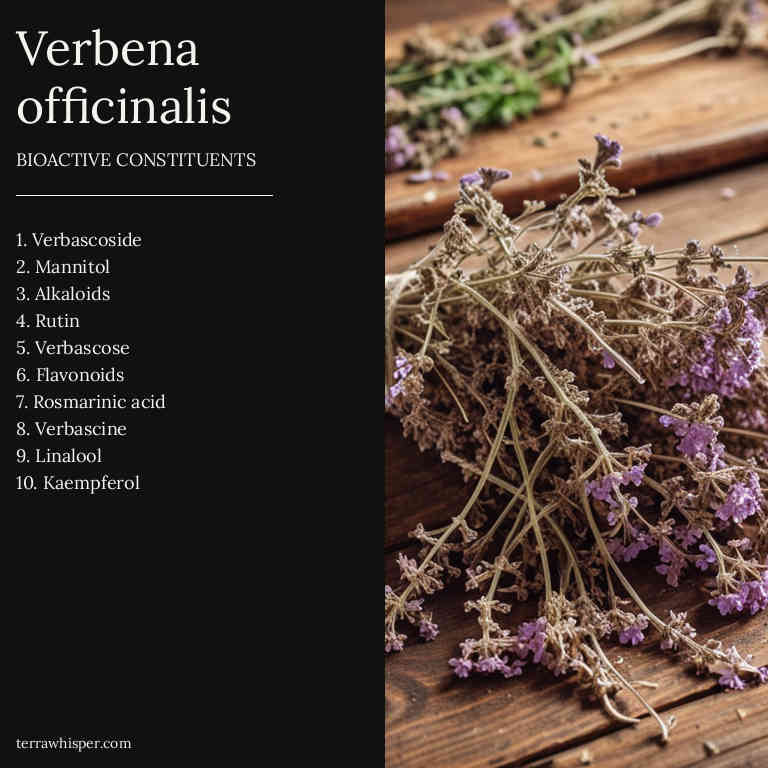 Verbena
officinalis
BIOACTIVE CONSTITUENTS
1. Verbascoside
2. Mannitol
3. Alkaloids
4. Rutin
5. Verbascose
6. Flavonoids
7. Rosmarinic acid
8. Verbascine
9. Linalool
10. Kaempferol
terrawhisper.com